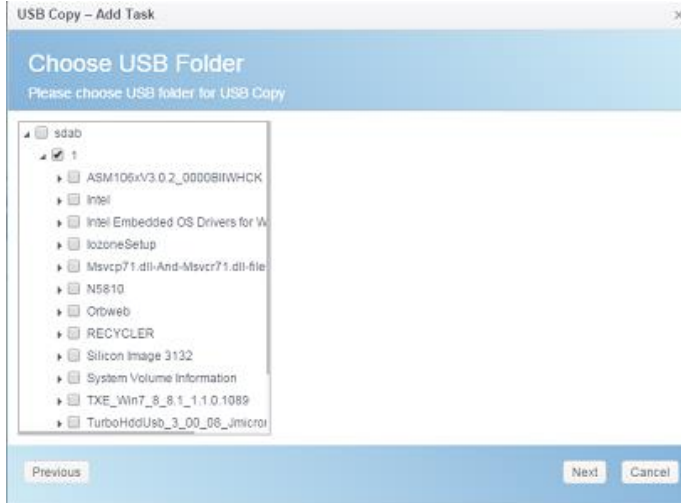 USB Copy – Add Task
Choose USB Folder
Please choose USB folder for USB Copy
sdab
1
ASM106xV3.0.2_0000BIIWHCK
Intel
Intel Embedded OS Drivers for W
IozoneSetup
Msvcp71.dll-And-Msvcr71.dll-file
N5810
Orbweb
RECYCLER
Silicon Image 3132
System Volume Information
TXE_Win7_8_8.1_1.1.0.1089
TurboHddUsb_3_00_08_Jmicron
Previous
Next
Cancel